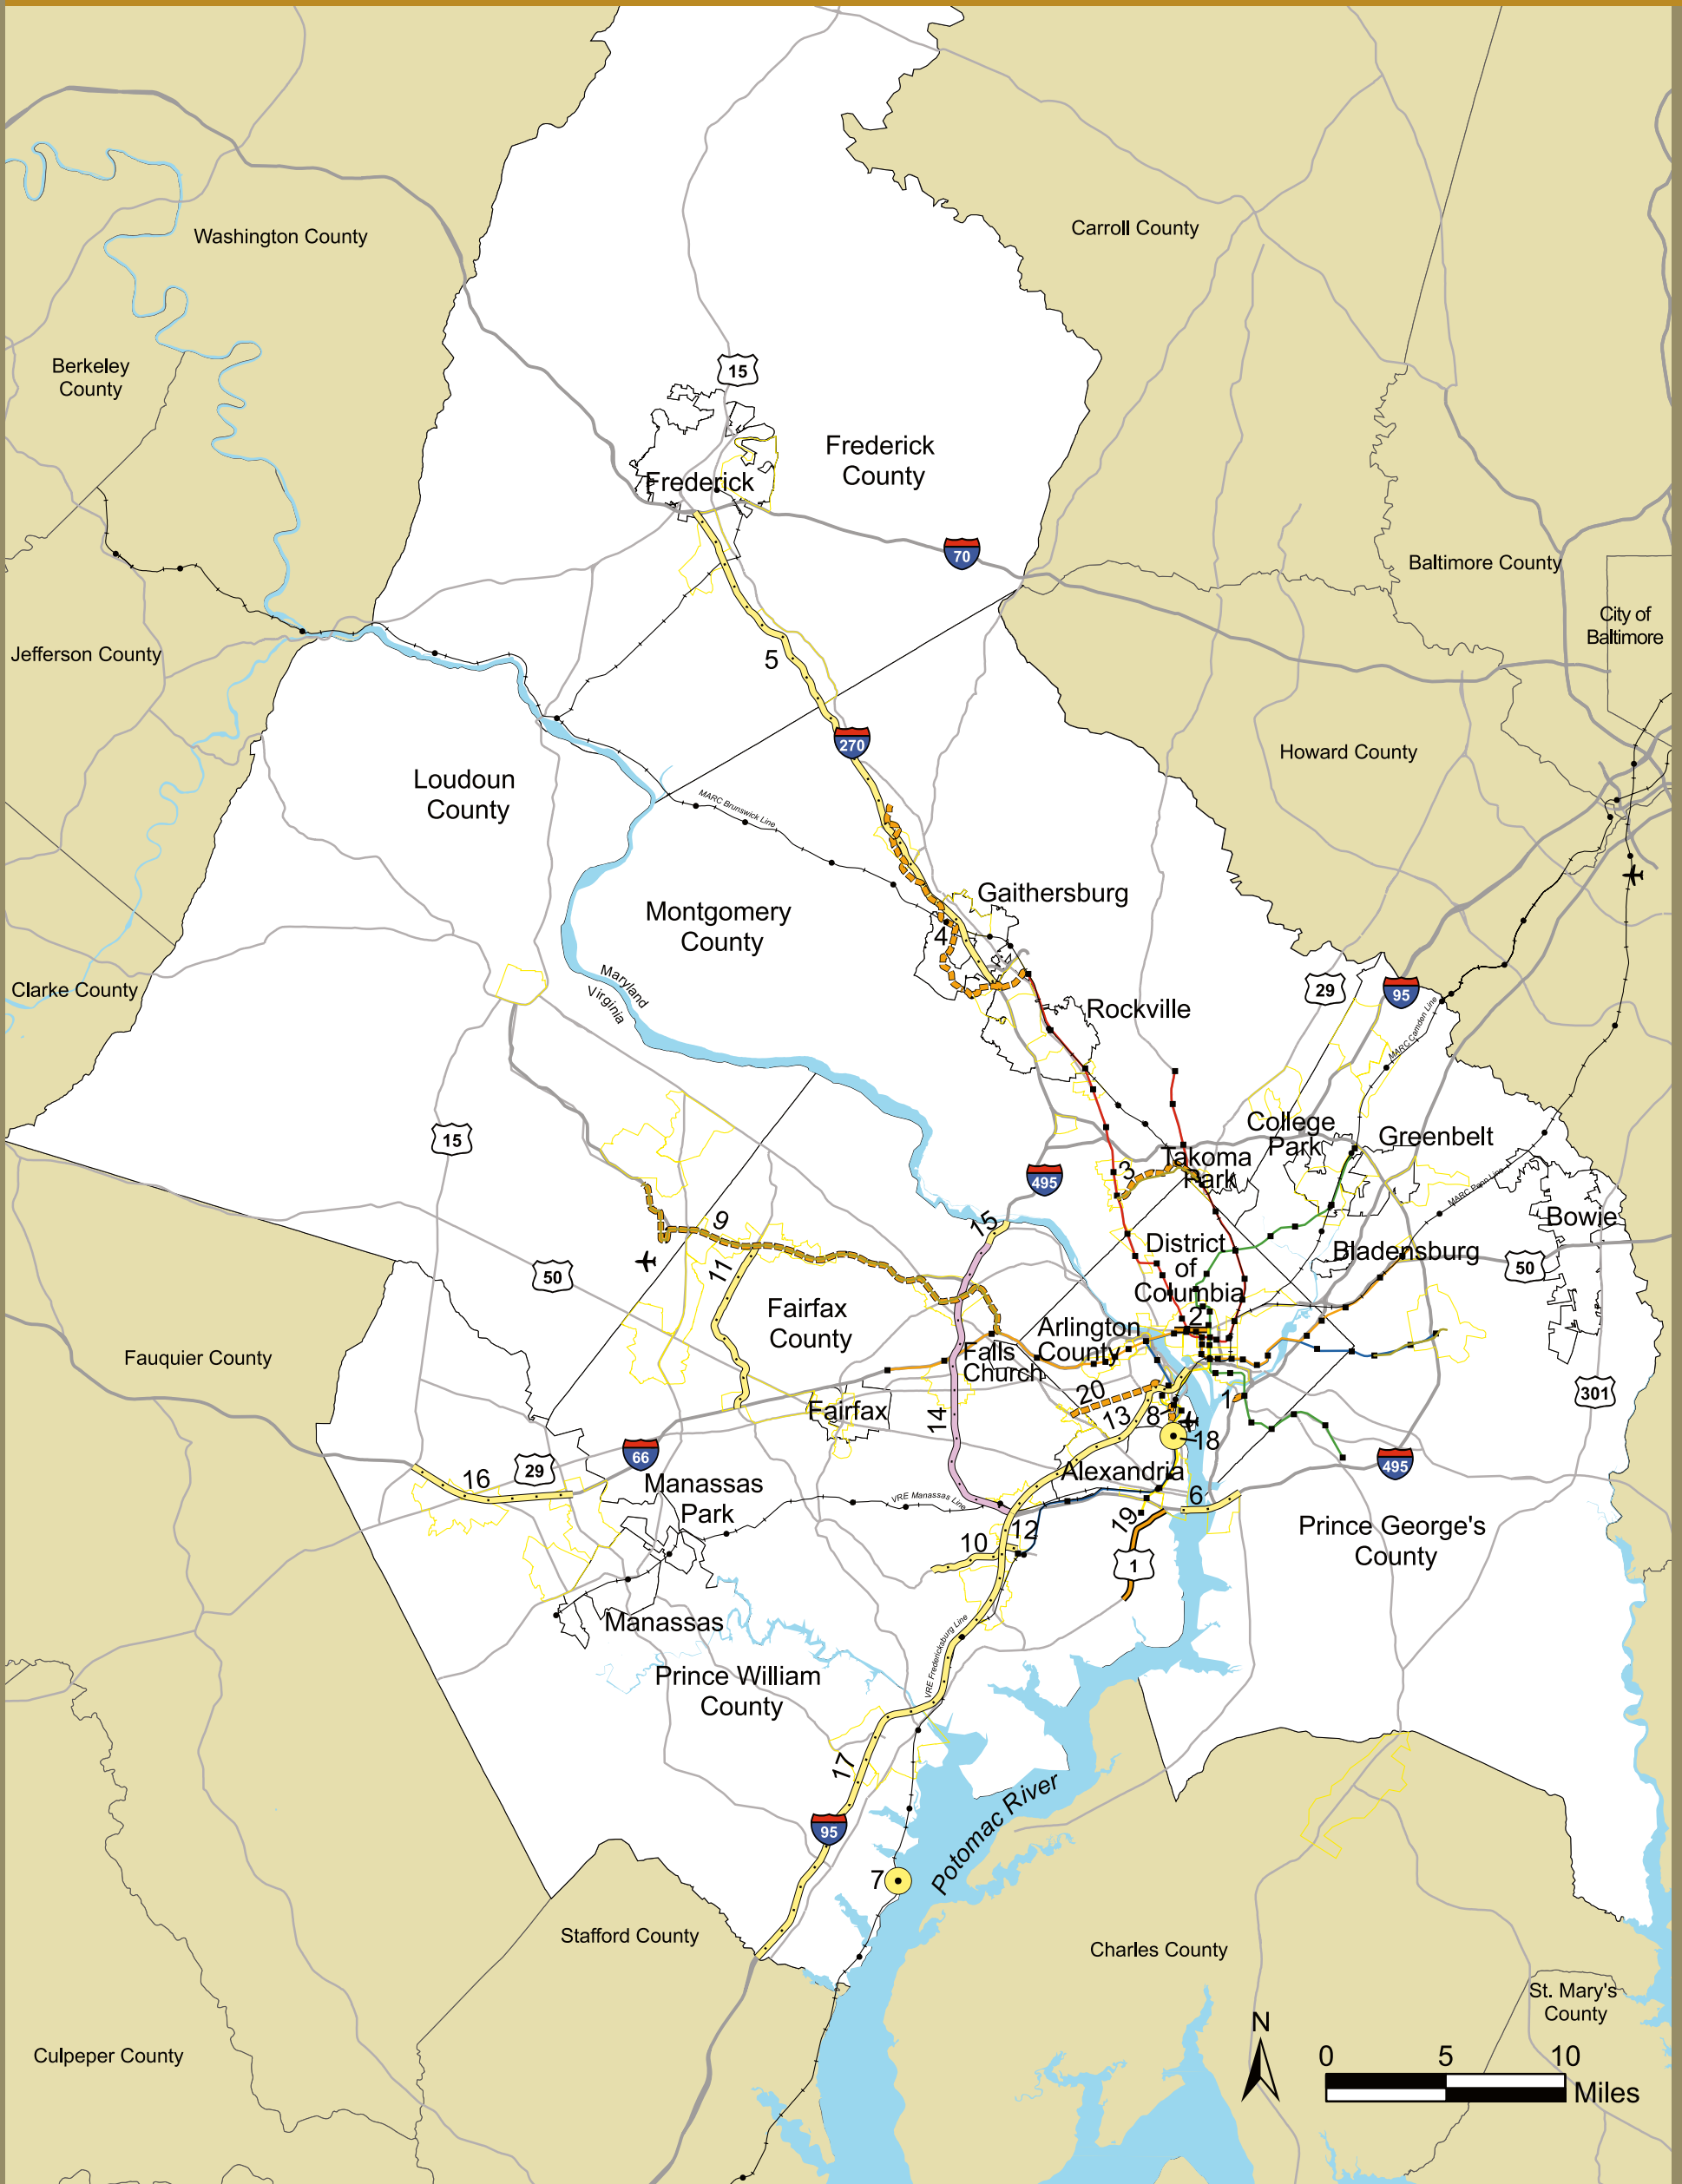 Washington County
Carroll County
Berkeley
County
15
Frederick
County
Frederick
70
Baltimore County
City of
Baltimore
Jefferson County
5
270
Howard County
Loudoun
County
MARC Brunswick Line
Gaithersburg
Montgomery
County
4
Maryland
Virginia
Clarke County
29
95
Rockville
MARC Camden Line
15
College
Park
Greenbelt
Takoma
Park
3
495
MARC Penn Line
Bowie
9
15
District
of
Columbia
Bladensburg
50
50
11
Fairfax
County
2
Arlington
County
Falls
Church
Fauquier County
20
1
301
Fairfax
14
13
8
18
66
29
16
495
Alexandria
Manassas
Park
VRE Manassas Line
6
19
12
10
Prince George's
County
1
Manassas
VRE Fredericksburg Line
Prince William
County
17
95
Potomac River
7
Stafford County
Charles County
St. Mary's
County
N
Culpeper County
0 5 10
Miles